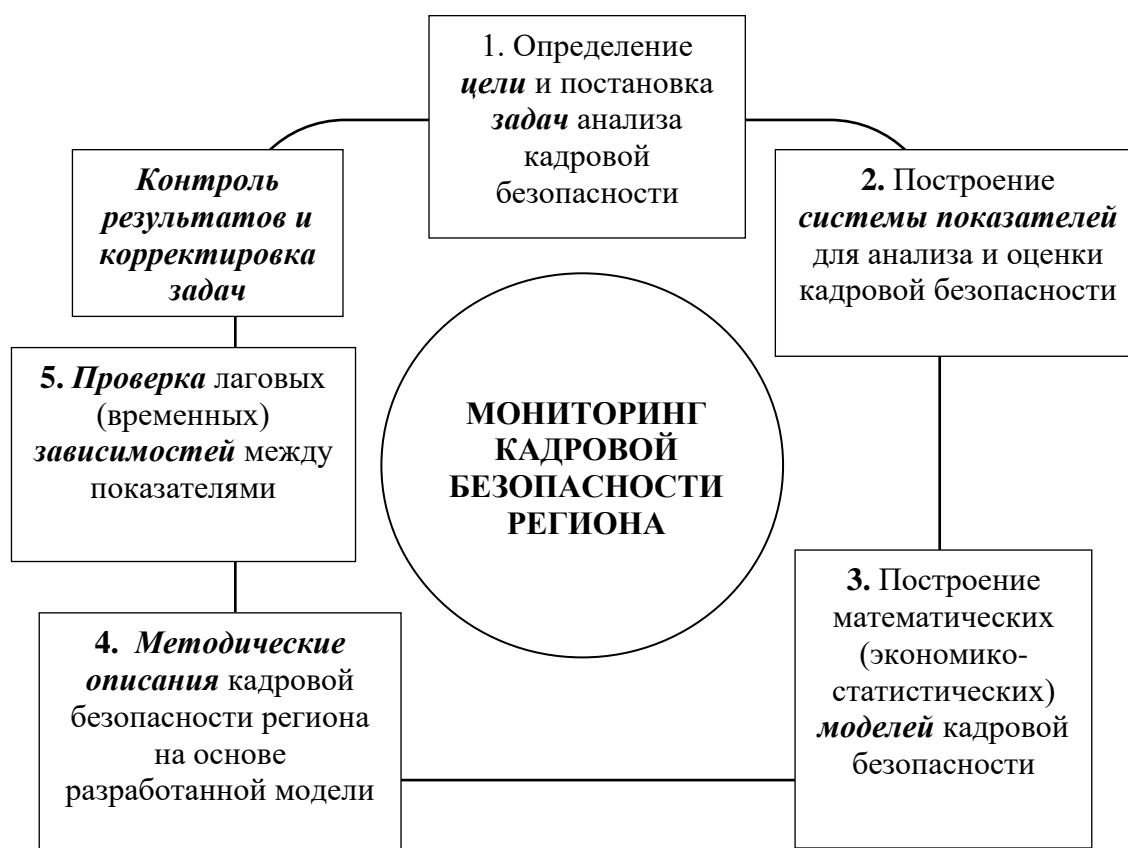 1. Определение
цели и постановка
задач анализа
кадровой
безопасности
2. Построение
системы показателей
для анализа и оценки
кадровой безопасности
3. Построение
математических
(экономико-
статистических)
моделей кадровой
безопасности
4. Методические
описания кадровой
безопасности региона
на основе
разработанной модели
5. Проверка лаговых
(временных)
зависимостей между
показателями
Контроль
результатов и
корректировка
задач
МОНИТОРИНГ
КАДРОВОЙ
БЕЗОПАСНОСТИ
РЕГИОНА